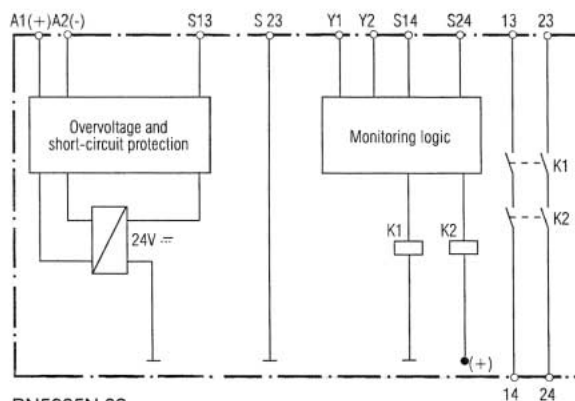 A1(+) A2(-) S13 S 23 Y1 Y2 S14 S24 13 23
Overvoltage and
short-circuit protection
Monitoring logic
K1
K2
24V
K1 K2
(+)
14 24